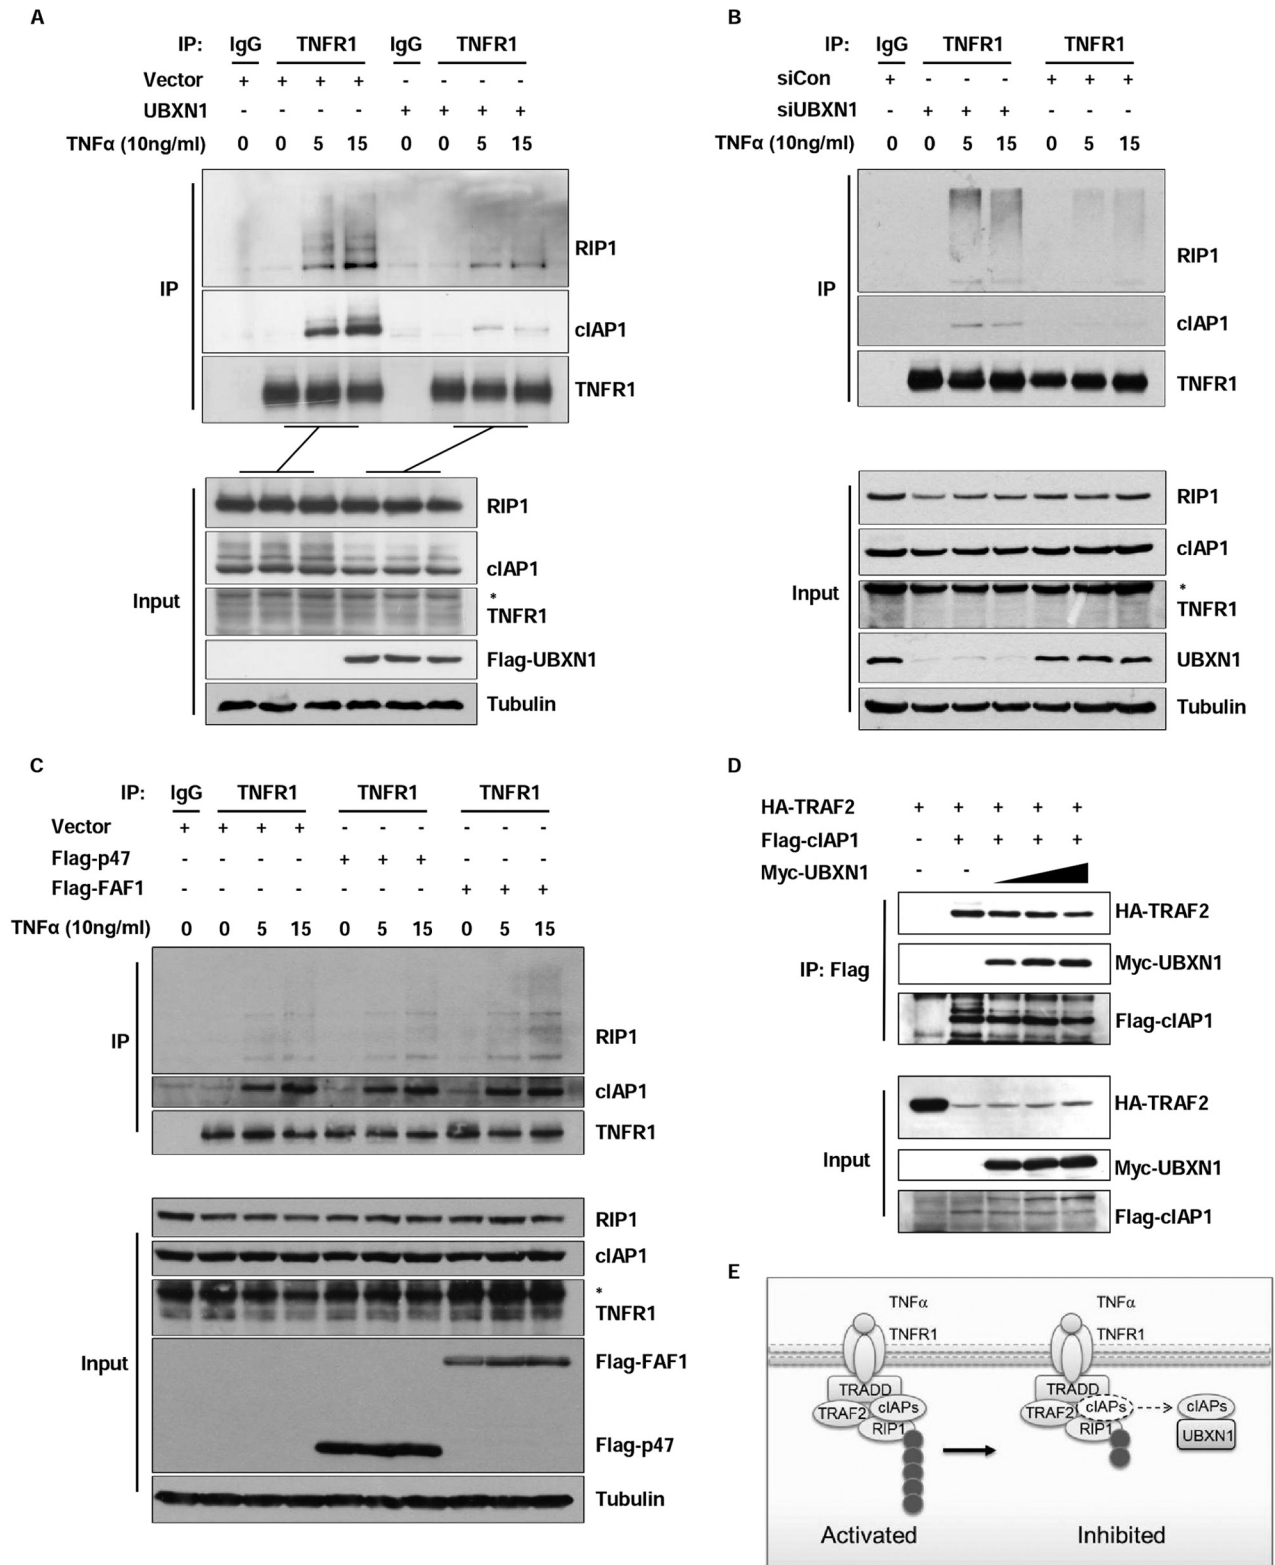 A
IP: IgG TNFR1 IgG TNFR1
Vector + + + + - - - -
UBXN1 - - - - + + + +
TNFα (10ng/ml) 0 0 5 15 0 0 5 15
IP
RIP1
cIAP1
TNFR1
Input
RIP1
cIAP1
*
TNFR1
Flag-UBXN1
Tubulin
B
IP: IgG TNFR1 TNFR1
siCon + - - - + + +
siUBXN1 - + + + - - -
TNFα (10ng/ml) 0 0 5 15 0 5 15
IP
RIP1
cIAP1
TNFR1
Input
RIP1
cIAP1
*
TNFR1
UBXN1
Tubulin
C
IP: IgG TNFR1 TNFR1 TNFR1
Vector + + + + - - - - - -
Flag-p47 - - - - + + + - - -
Flag-FAF1 - - - - - - - + + +
TNFα (10ng/ml) 0 0 5 15 0 5 15 0 5 15
IP
RIP1
cIAP1
TNFR1
Input
RIP1
cIAP1
*
TNFR1
Flag-FAF1
Flag-p47
Tubulin
D
HA-TRAF2 + + + + +
Flag-cIAP1 - + + + +
Myc-UBXN1 - -
IP: Flag
HA-TRAF2
Myc-UBXN1
Flag-cIAP1
Input
HA-TRAF2
Myc-UBXN1
Flag-cIAP1
E
TNFα TNFα
TNFR1 TNFR1
TRADD TRADD
TRAF2 cIAPs TRAF2 cIAPs cIAPs
RIP1 RIP1 UBXN1
Activated Inhibited